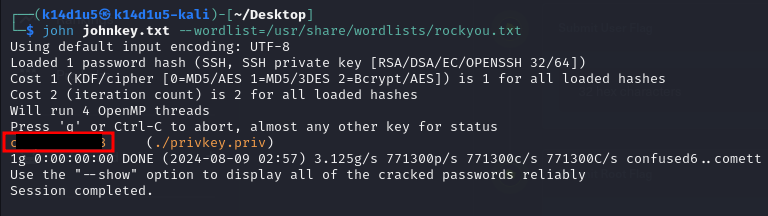 ┌──(k14d1u5㉿k14d1u5-kali)-[~/Desktop]
└─$ john johnkey.txt --wordlist=/usr/share/wordlists/rockyou.txt
Using default input encoding: UTF-8
Loaded 1 password hash (SSH, SSH private key [RSA/DSA/EC/OPENSSH 32/64])
Cost 1 (KDF/cipher [0=MD5/AES 1=MD5/3DES 2=Bcrypt/AES]) is 1 for all loaded hashes
Cost 2 (iteration count) is 2 for all loaded hashes
Will run 4 OpenMP threads
Press 'q' or Ctrl-C to abort, almost any other key for status
(./privkey.priv)
1g 0:00:00:00 DONE (2024-08-09 02:57) 3.125g/s 771300p/s 771300c/s 771300C/s confused6..comett
Use the "--show" option to display all of the cracked passwords reliably
Session completed.